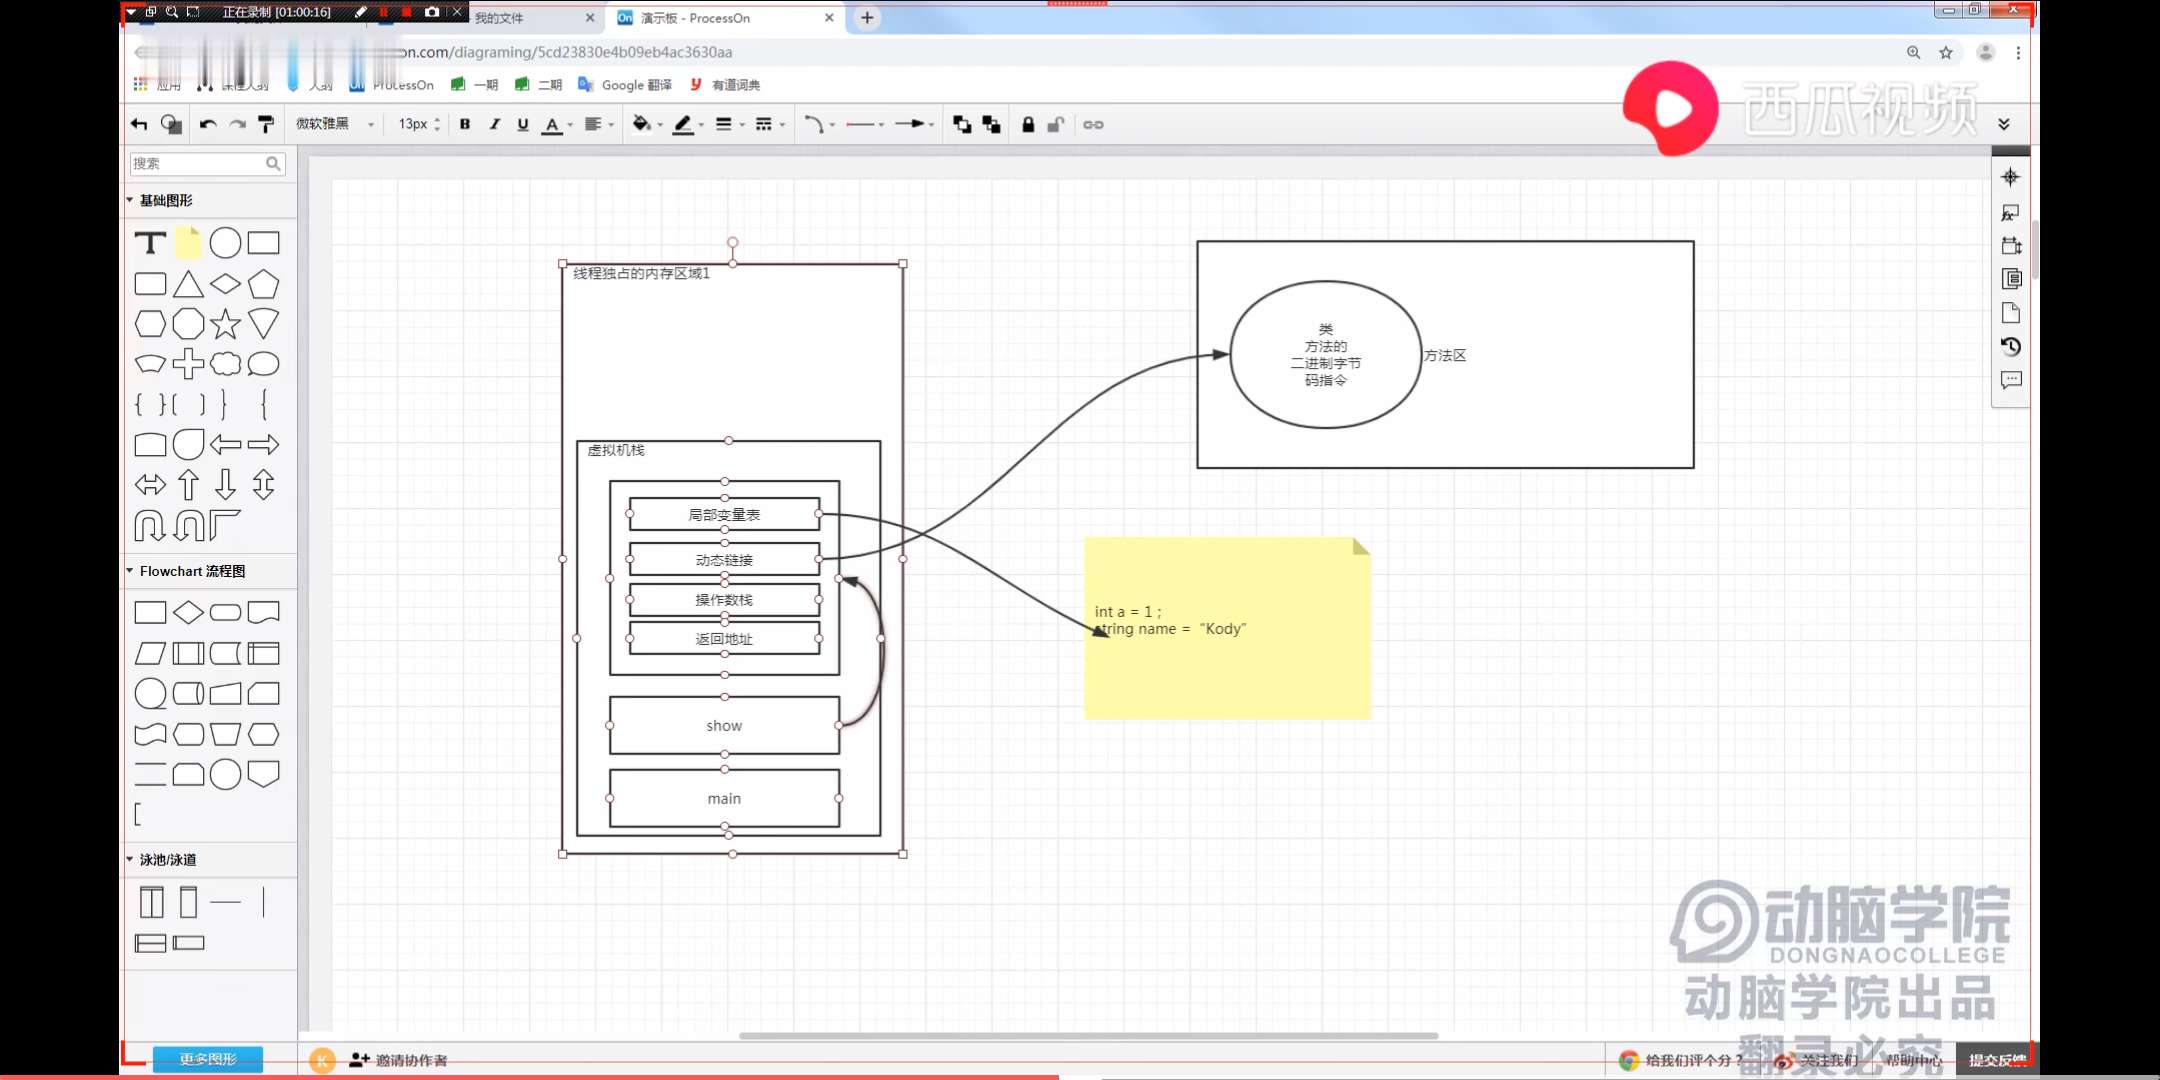 正在录制 [01:00:16]
我的文件
演示板 - ProcessOn
on.com/diagraming/5cd23830e4b09eb4ac3630aa
应用
ProcessOn
一期
二期
Google 翻译
有道词典
西瓜视频
微软雅黑
13px
搜索
基础图形
线程独占的内存区域1
类
方法的
二进制字节
码指令
方法区
虚拟机栈
局部变量表
动态链接
操作数栈
返回地址
show
main
int a = 1 ;
string name = “Kody”
Flowchart 流程图
泳池/泳道
动脑学院
DONGNAOCOLLEGE
动脑学院出品
翻录必究
更多图形
K
邀请协作者
给我们评个分？
关注我们
帮助中心
提交反馈